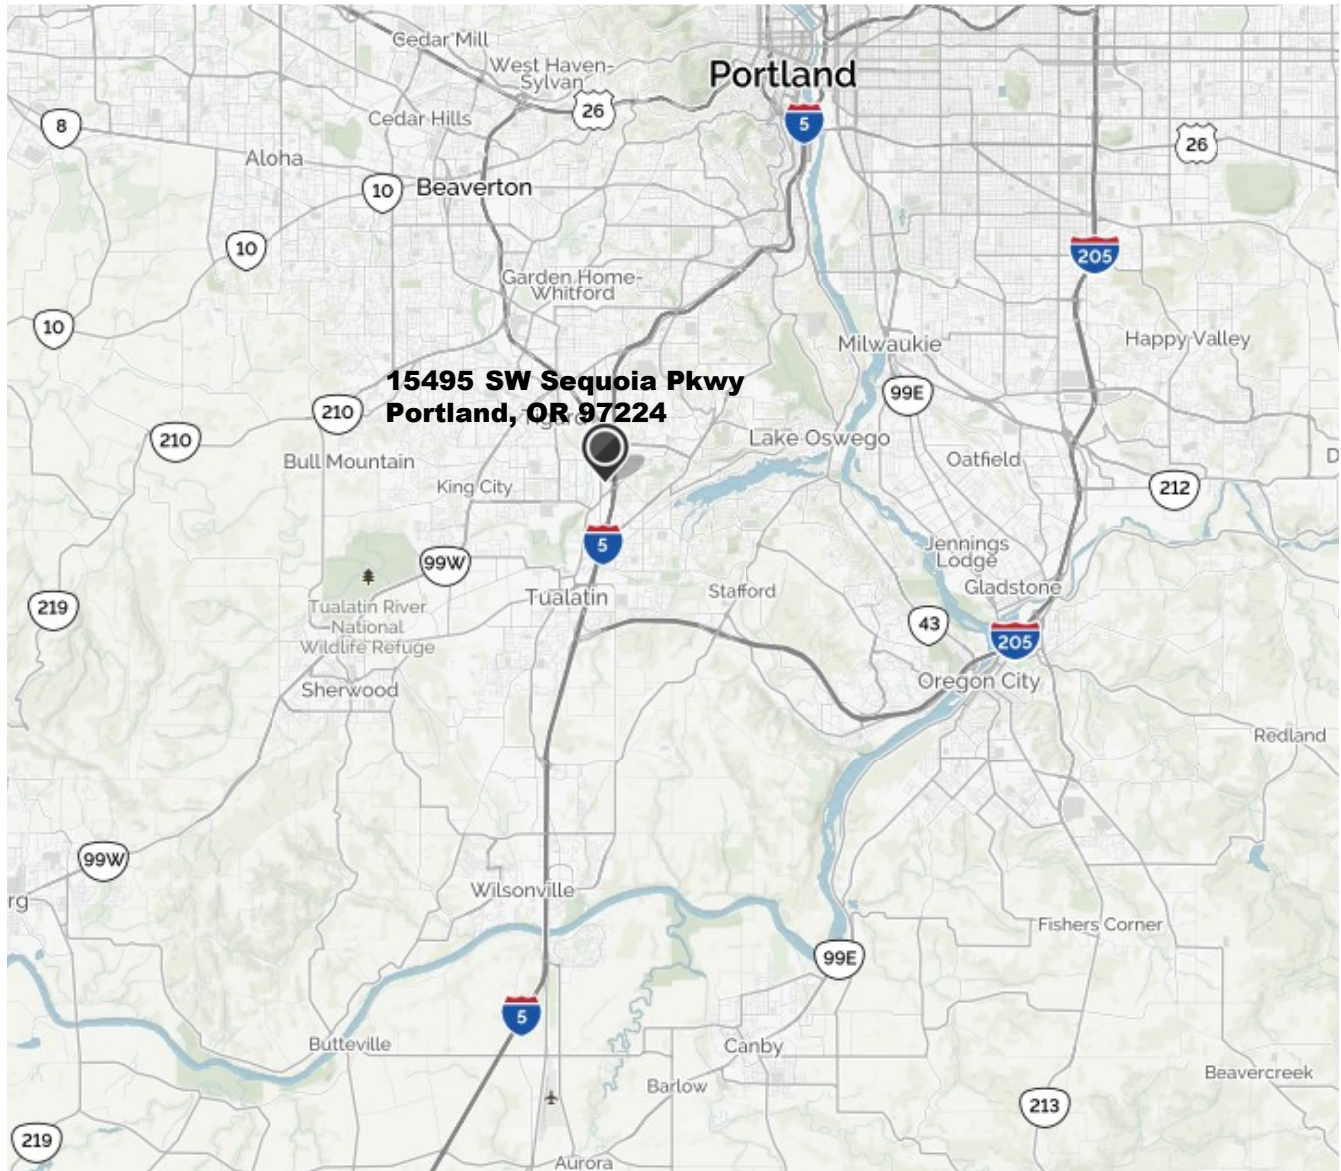 Cedar Mill
West Haven-
Sylvan
Portland
26
5
8
Cedar Hills
26
Aloha
10
Beaverton
10
205
Garden Home-
Whitford
10
Milwaukie
Happy Valley
15495 SW Sequoia Pkwy
Portland, OR 97224
99E
210
210
Lake Oswego
Bull Mountain
Oatfield
King City
212
5
99W
Jennings
Lodge
Gladstone
Tualatin
Stafford
219
Tualatin River
National
Wildlife Refuge
43
205
Sherwood
Oregon City
Redland
99W
Wilsonville
rg
Fishers Corner
99E
5
Butteville
Canby
Barlow
Beavercreek
213
219
Aurora